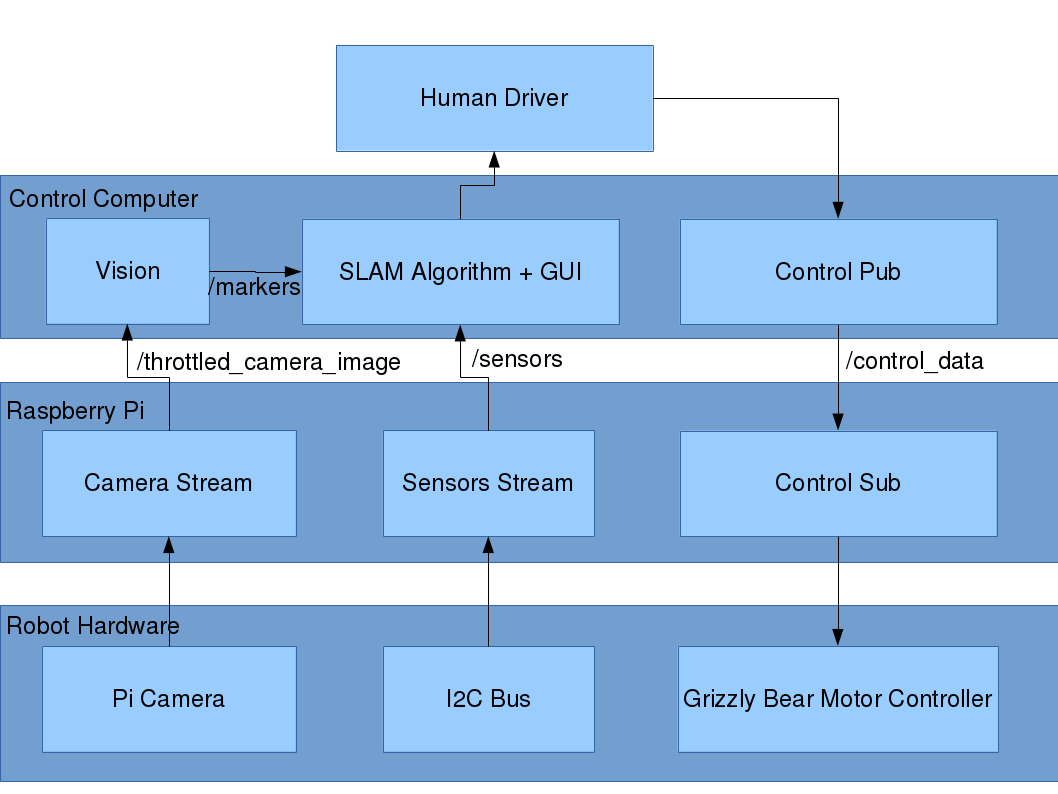 Human Driver
Control Computer
Vision
/markers
SLAM Algorithm + GUI
Control Pub
/throttled_camera_image
/sensors
/control_data
Raspberry Pi
Camera Stream
Sensors Stream
Control Sub
Robot Hardware
Pi Camera
I2C Bus
Grizzly Bear Motor Controller